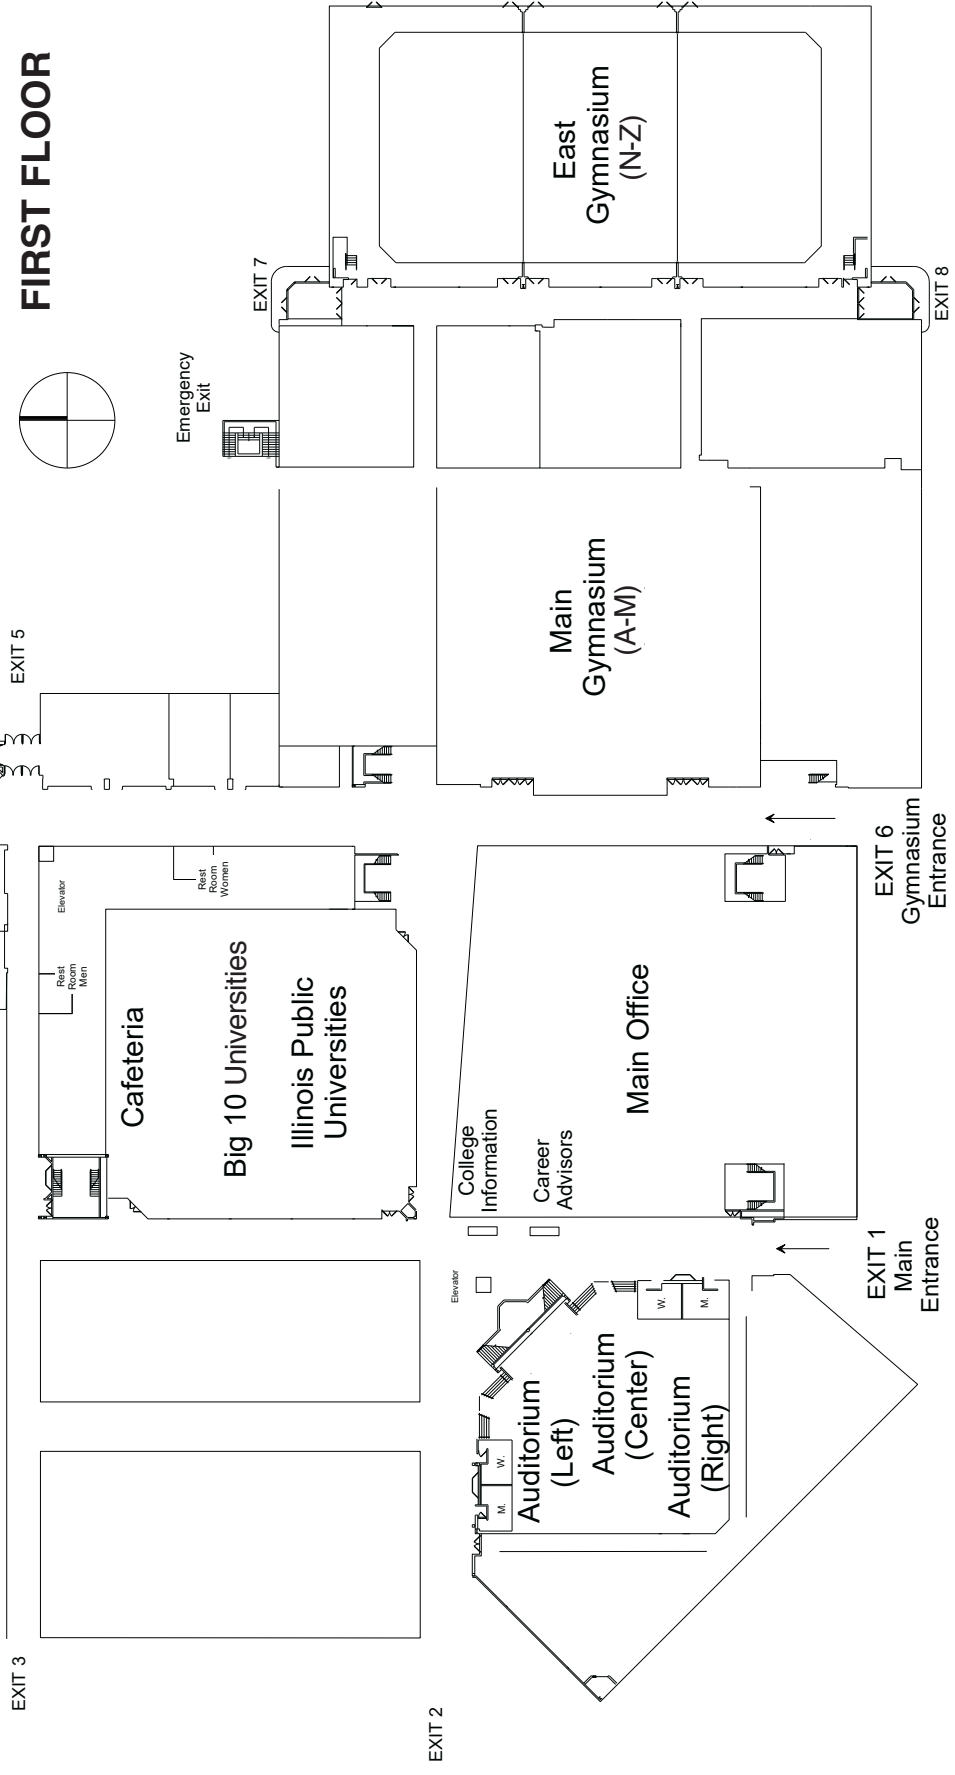 FIRST FLOOR
EXIT 3
EXIT 5
Emergency
Exit
EXIT 7
Elevator
Rest
Room
Men
Rest
Room
Women
Cafeteria
Big 10 Universities
Illinois Public
Universities
East
Gymnasium
(N-Z)
Main
Gymnasium
(A-M)
EXIT 2
Elevator
College
Information
Career
Advisors
Main Office
M.
W.
Auditorium
(Left)
Auditorium
(Center)
Auditorium
(Right)
W.
M.
EXIT 1
Main
Entrance
EXIT 6
Gymnasium
Entrance
EXIT 8